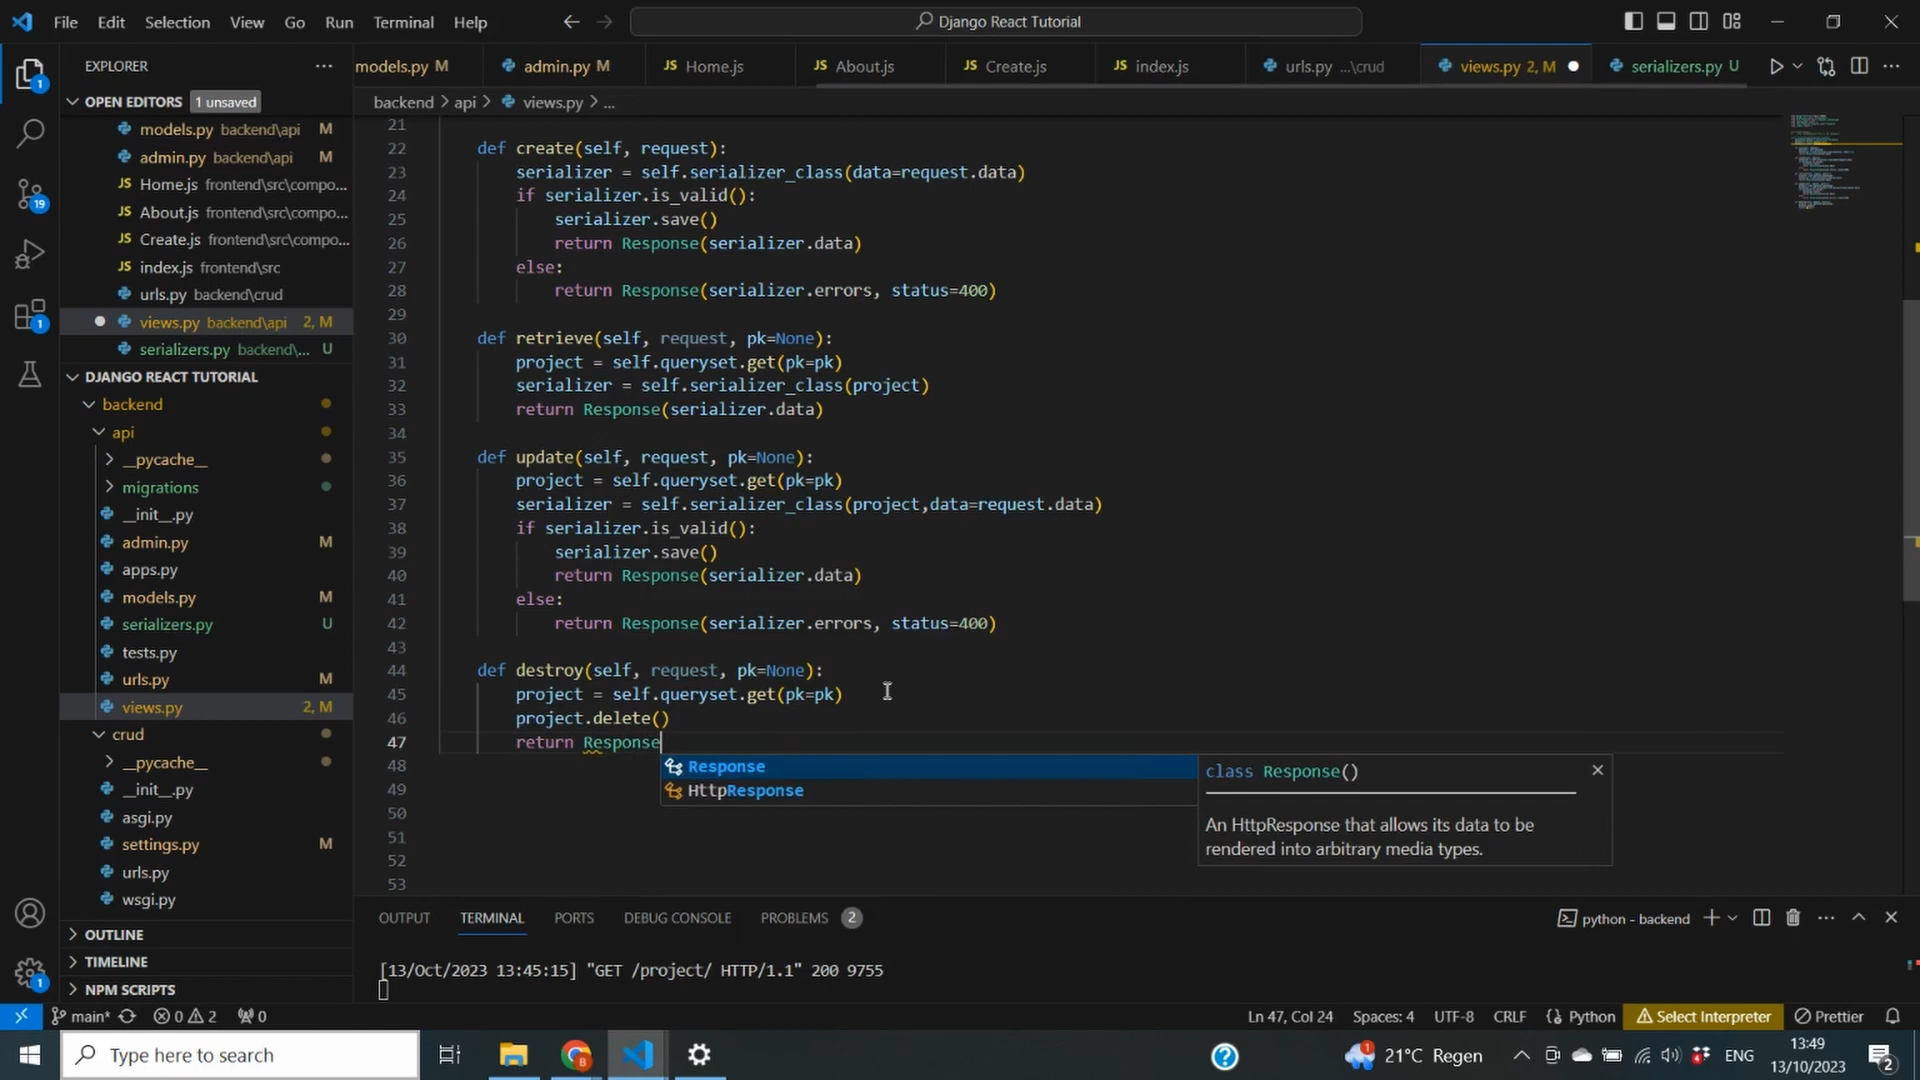 File Edit Selection View Go Run Terminal Help
Django React Tutorial
EXPLORER
models.py M
admin.py M
JS Home.js
JS About.js
JS Create.js
JS index.js
urls.py ...\crud
views.py 2, M
serializers.py U
OPEN EDITORS 1 unsaved
models.py backend\api M
admin.py backend\api M
JS Home.js frontend\src\compo...
JS About.js frontend\src\compo...
JS Create.js frontend\src\compo...
JS index.js frontend\src
urls.py backend\crud
views.py backend\api 2, M
serializers.py backend\... U
DJANGO REACT TUTORIAL
backend
api
__pycache__
migrations
__init__.py
admin.py M
apps.py
models.py M
serializers.py U
tests.py
urls.py M
views.py 2, M
crud
__pycache__
__init__.py
asgi.py
settings.py M
urls.py
wsgi.py
OUTLINE
TIMELINE
NPM SCRIPTS
1
19
1
1
backend > api > views.py > ...
21
22 def create(self, request):
23 serializer = self.serializer_class(data=request.data)
24 if serializer.is_valid():
25 serializer.save()
26 return Response(serializer.data)
27 else:
28 return Response(serializer.errors, status=400)
29
30 def retrieve(self, request, pk=None):
31 project = self.queryset.get(pk=pk)
32 serializer = self.serializer_class(project)
33 return Response(serializer.data)
34
35 def update(self, request, pk=None):
36 project = self.queryset.get(pk=pk)
37 serializer = self.serializer_class(project,data=request.data)
38 if serializer.is_valid():
39 serializer.save()
40 return Response(serializer.data)
41 else:
42 return Response(serializer.errors, status=400)
43
44 def destroy(self, request, pk=None):
45 project = self.queryset.get(pk=pk)
46 project.delete()
47 return Response
48
49
50
51
52
53
Response
HttpResponse
class Response()
An HttpResponse that allows its data to be
rendered into arbitrary media types.
OUTPUT TERMINAL PORTS DEBUG CONSOLE PROBLEMS 2
python - backend
[13/Oct/2023 13:45:15] "GET /project/ HTTP/1.1" 200 9755
main* 0 2 0
Ln 47, Col 24 Spaces: 4 UTF-8 CRLF Python Select Interpreter Prettier
Type here to search
1
21°C Regen
ENG
13:49
13/10/2023
2